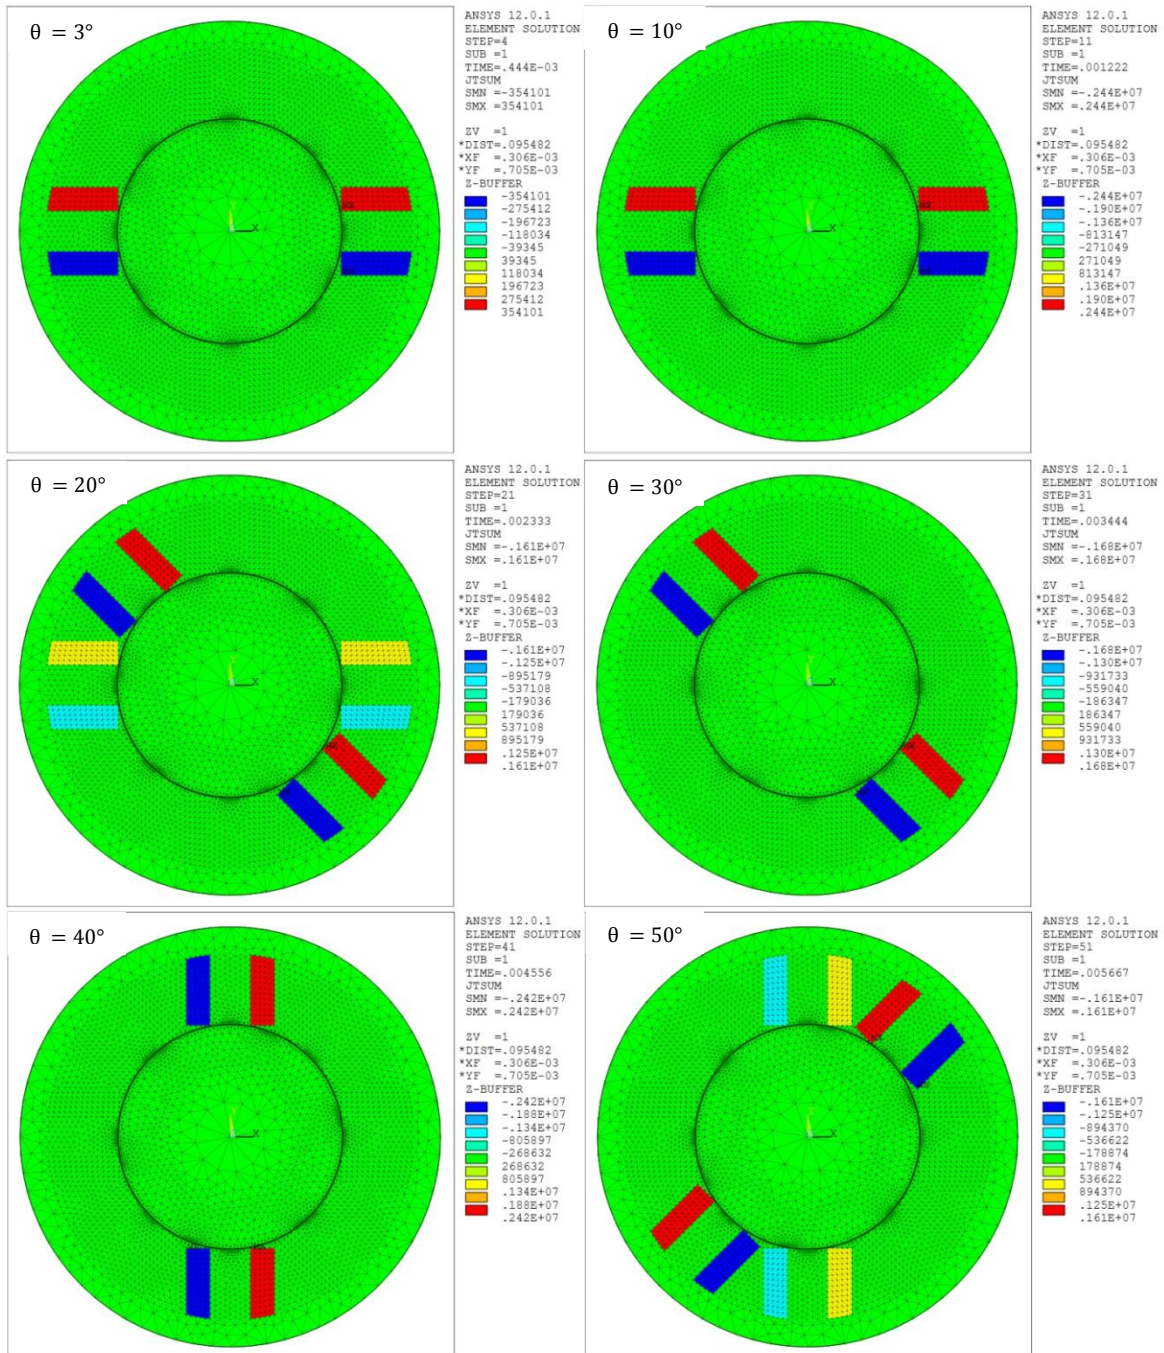 θ = 3°
ANSYS 12.0.1
ELEMENT SOLUTION
STEP=4
SUB =1
TIME=.444E-03
JTSUM
SMN =-354101
SMX =354101
ZV =1
*DIST=.095482
*XF =.306E-03
*YF =.705E-03
Z-BUFFER
-354101
-275412
-196723
-118034
-39345
39345
118034
196723
275412
354101
MX
Y
X
θ = 10°
ANSYS 12.0.1
ELEMENT SOLUTION
STEP=11
SUB =1
TIME=.001222
JTSUM
SMN =-.244E+07
SMX =.244E+07
ZV =1
*DIST=.095482
*XF =.306E-03
*YF =.705E-03
Z-BUFFER
-.244E+07
-.190E+07
-.136E+07
-813147
-271049
271049
813147
.136E+07
.190E+07
.244E+07
MX
Y
X
θ = 20°
ANSYS 12.0.1
ELEMENT SOLUTION
STEP=21
SUB =1
TIME=.002333
JTSUM
SMN =-.161E+07
SMX =.161E+07
ZV =1
*DIST=.095482
*XF =.306E-03
*YF =.705E-03
Z-BUFFER
-.161E+07
-.125E+07
-895179
-537108
-179036
179036
537108
895179
.125E+07
.161E+07
MX
Y
X
θ = 30°
ANSYS 12.0.1
ELEMENT SOLUTION
STEP=31
SUB =1
TIME=.003444
JTSUM
SMN =-.168E+07
SMX =.168E+07
ZV =1
*DIST=.095482
*XF =.306E-03
*YF =.705E-03
Z-BUFFER
-.168E+07
-.130E+07
-931733
-559040
-186347
186347
559040
931733
.130E+07
.168E+07
MX
Y
X
θ = 40°
ANSYS 12.0.1
ELEMENT SOLUTION
STEP=41
SUB =1
TIME=.004556
JTSUM
SMN =-.242E+07
SMX =.242E+07
ZV =1
*DIST=.095482
*XF =.306E-03
*YF =.705E-03
Z-BUFFER
-.242E+07
-.188E+07
-.134E+07
-805897
-268632
268632
805897
.134E+07
.188E+07
.242E+07
Y
X
θ = 50°
ANSYS 12.0.1
ELEMENT SOLUTION
STEP=51
SUB =1
TIME=.005667
JTSUM
SMN =-.161E+07
SMX =.161E+07
ZV =1
*DIST=.095482
*XF =.306E-03
*YF =.705E-03
Z-BUFFER
-.161E+07
-.125E+07
-894370
-536622
-178874
178874
536622
894370
.125E+07
.161E+07
Y
X